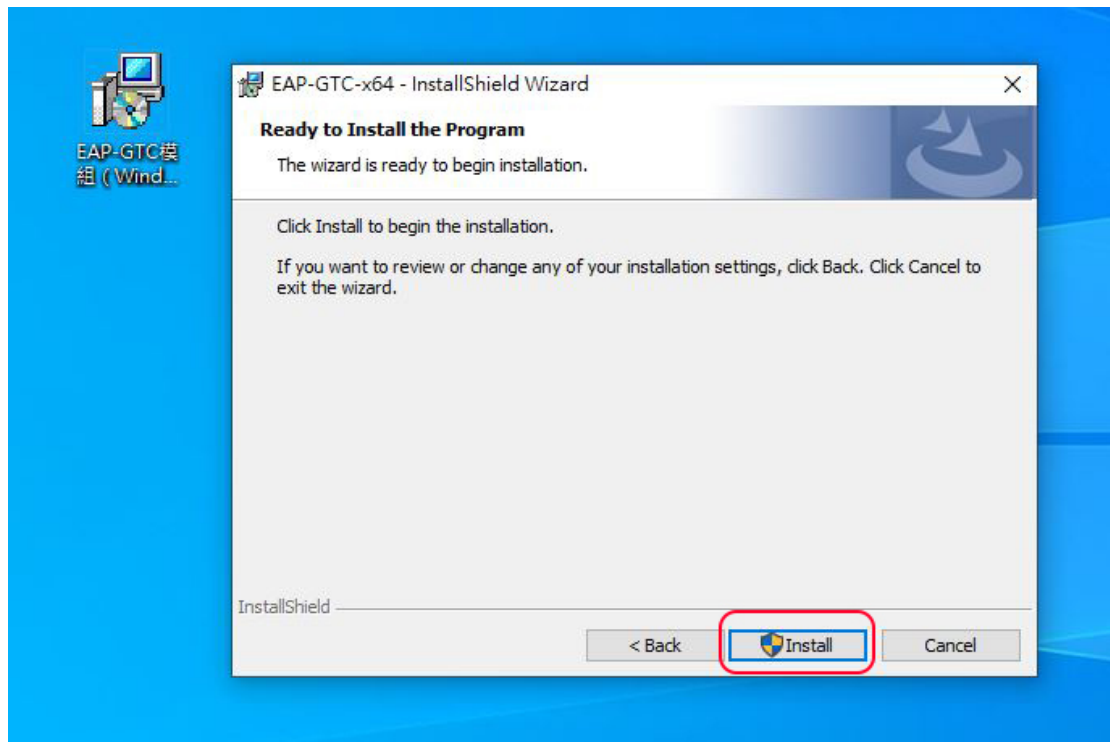 EAP-GTC模
組 ( Wind...
EAP-GTC-x64 - InstallShield Wizard
Ready to Install the Program
The wizard is ready to begin installation.
Click Install to begin the installation.
If you want to review or change any of your installation settings, click Back. Click Cancel to
exit the wizard.
InstallShield
< Back
Install
Cancel